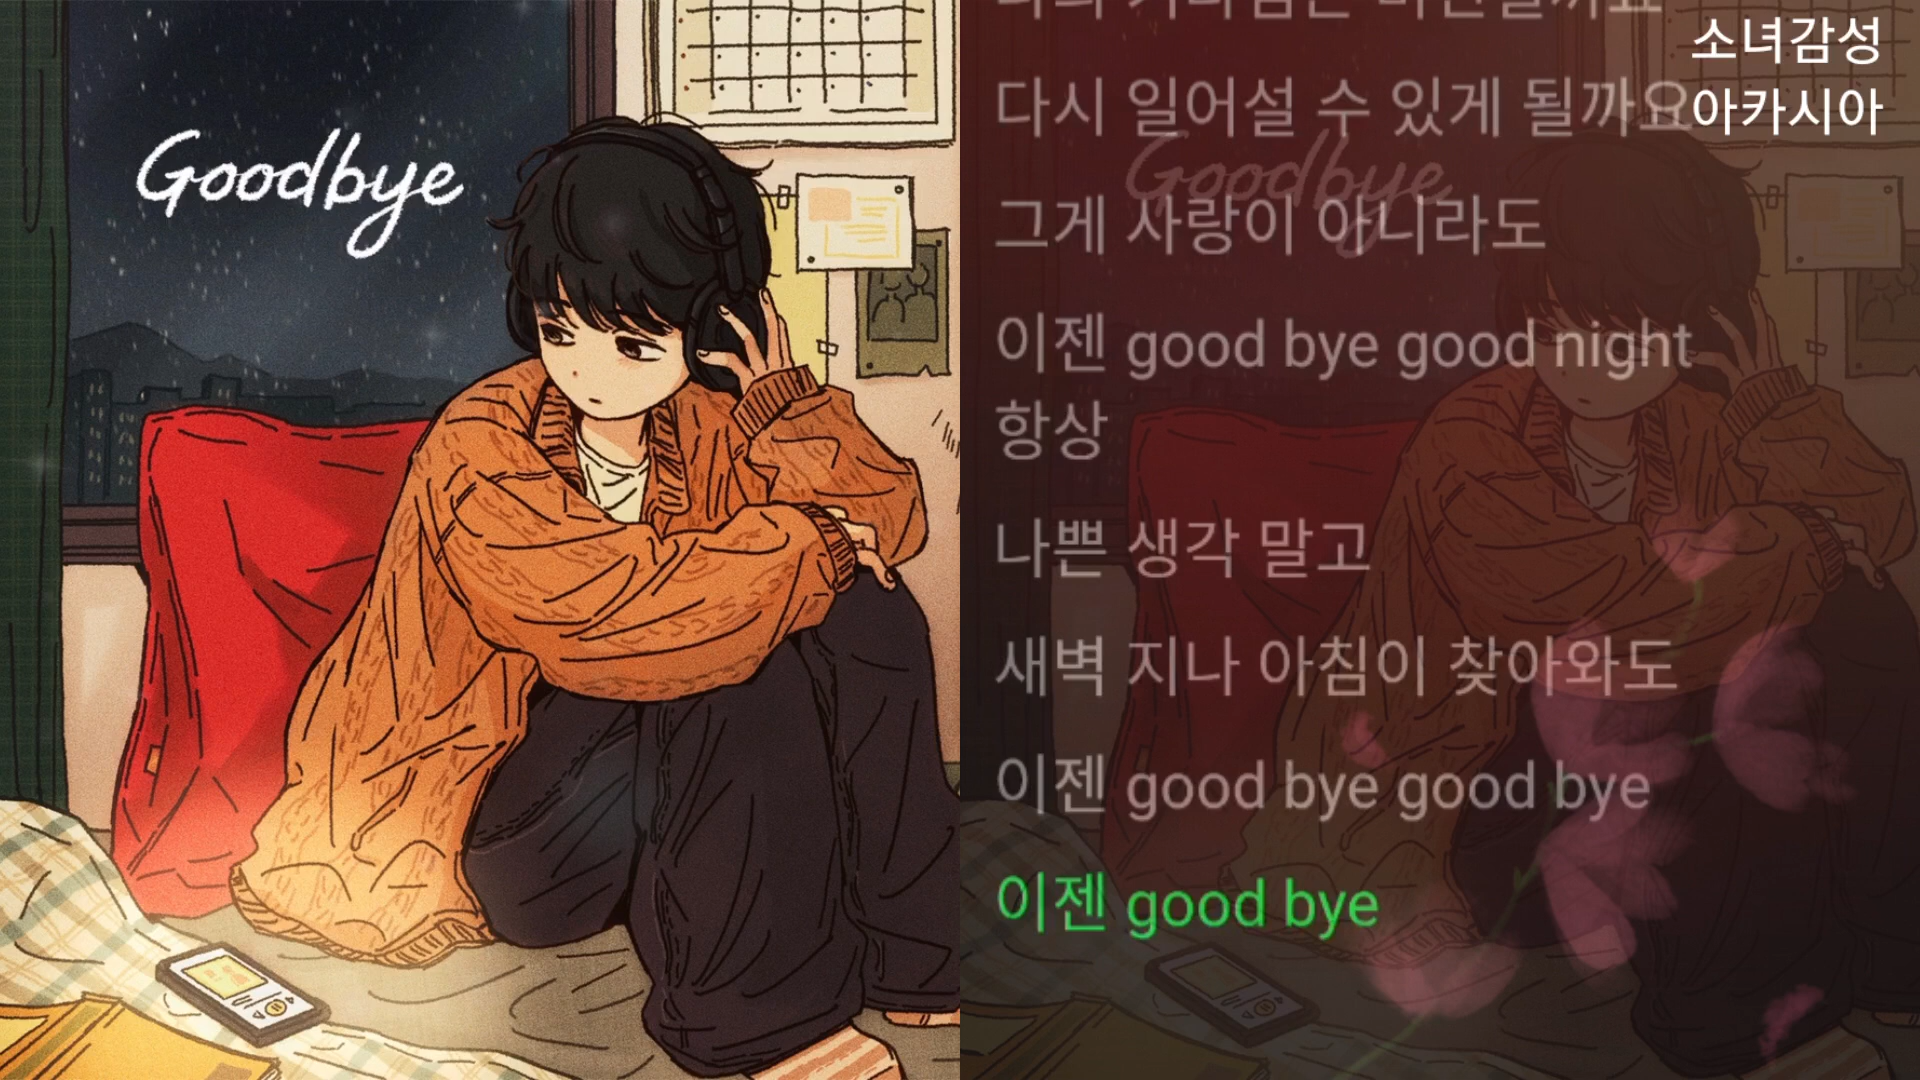 Goodbye
소녀감성
아카시아
다시 일어설 수 있게 될까요
그게 사랑이 아니라도
이젠 good bye good night
항상
나쁜 생각 말고
새벽 지나 아침이 찾아와도
이젠 good bye good bye
이젠 good bye